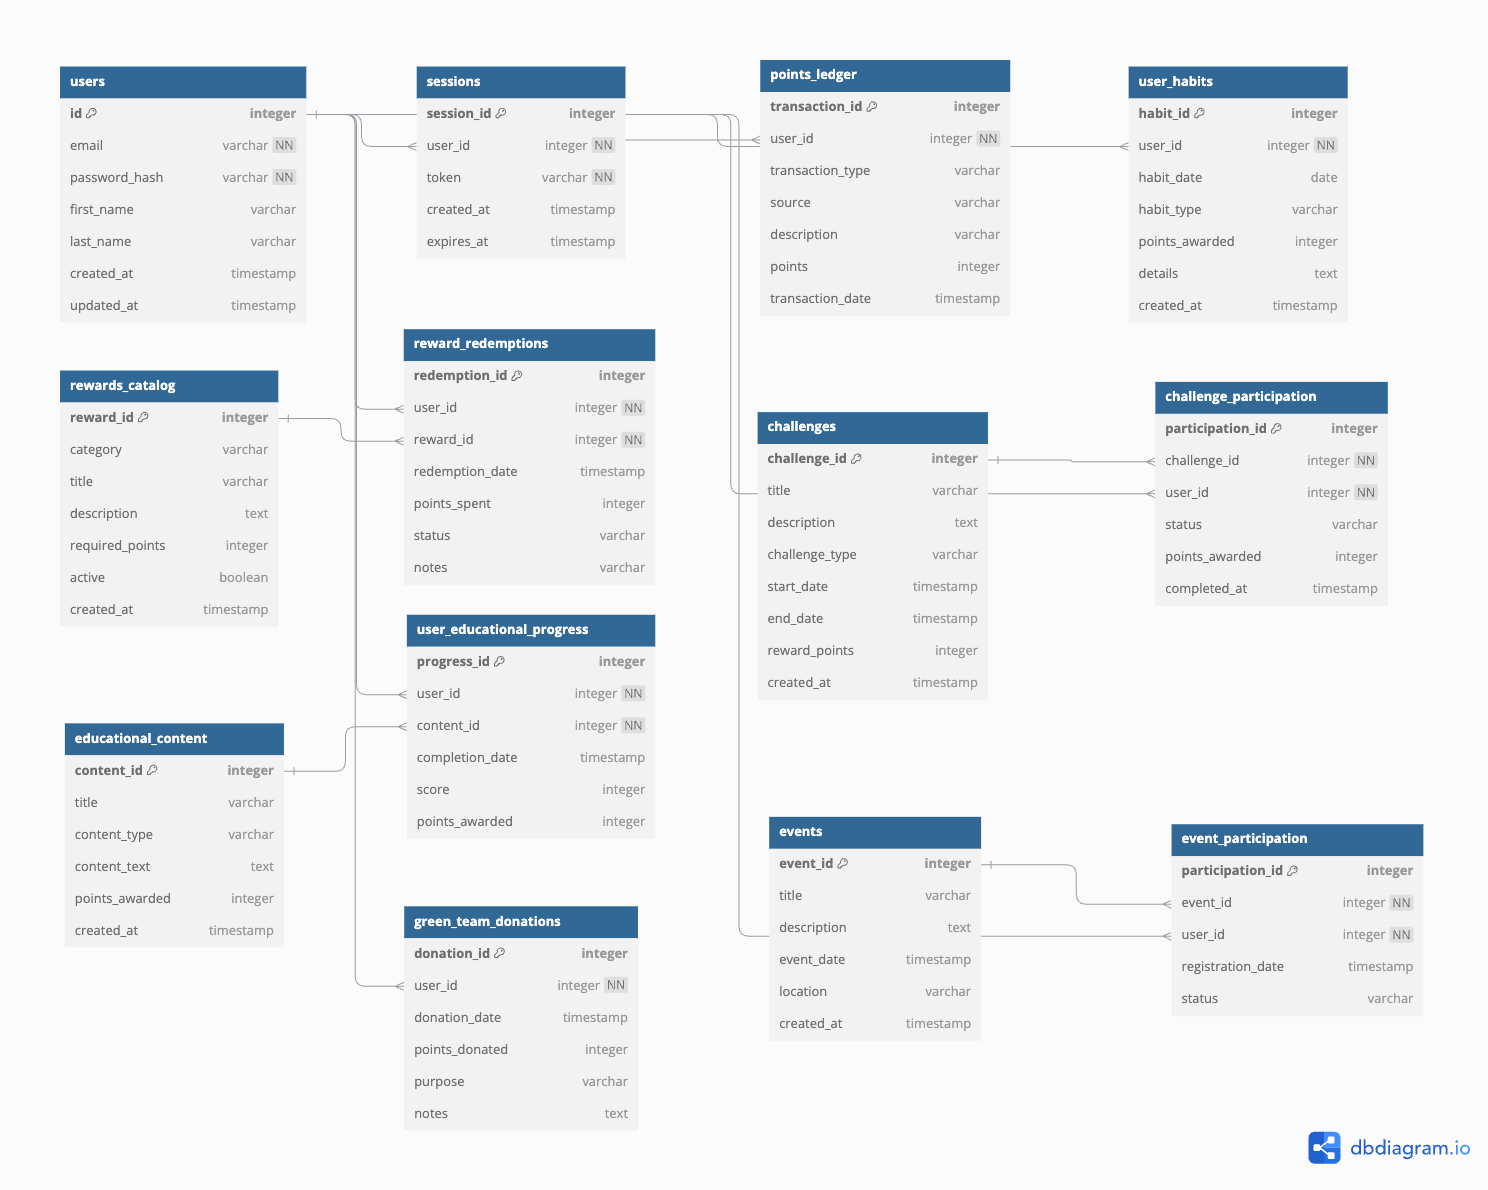 users
id integer
email varchar NN
password_hash varchar NN
first_name varchar
last_name varchar
created_at timestamp
updated_at timestamp
sessions
session_id integer
user_id integer NN
token varchar NN
created_at timestamp
expires_at timestamp
points_ledger
transaction_id integer
user_id integer NN
transaction_type varchar
source varchar
description varchar
points integer
transaction_date timestamp
user_habits
habit_id integer
user_id integer NN
habit_date date
habit_type varchar
points_awarded integer
details text
created_at timestamp
rewards_catalog
reward_id integer
category varchar
title varchar
description text
required_points integer
active boolean
created_at timestamp
reward_redemptions
redemption_id integer
user_id integer NN
reward_id integer NN
redemption_date timestamp
points_spent integer
status varchar
notes varchar
challenges
challenge_id integer
title varchar
description text
challenge_type varchar
start_date timestamp
end_date timestamp
reward_points integer
created_at timestamp
challenge_participation
participation_id integer
challenge_id integer NN
user_id integer NN
status varchar
points_awarded integer
completed_at timestamp
user_educational_progress
progress_id integer
user_id integer NN
content_id integer NN
completion_date timestamp
score integer
points_awarded integer
educational_content
content_id integer
title varchar
content_type varchar
content_text text
points_awarded integer
created_at timestamp
green_team_donations
donation_id integer
user_id integer NN
donation_date timestamp
points_donated integer
purpose varchar
notes text
events
event_id integer
title varchar
description text
event_date timestamp
location varchar
created_at timestamp
event_participation
participation_id integer
event_id integer NN
user_id integer NN
registration_date timestamp
status varchar
dbdiagram.io